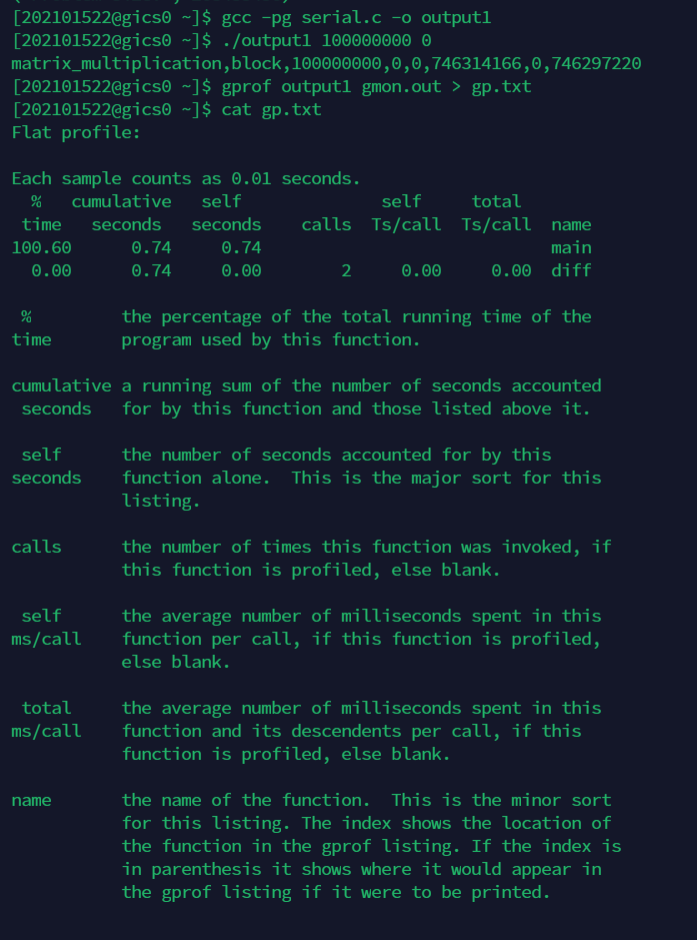 [202101522@gics0 ~]$ gcc -pg serial.c -o output1
[202101522@gics0 ~]$ ./output1 100000000 0
matrix_multiplication,block,100000000,0,0,746314166,0,746297220
[202101522@gics0 ~]$ gprof output1 gmon.out > gp.txt
[202101522@gics0 ~]$ cat gp.txt
Flat profile:

Each sample counts as 0.01 seconds.
  %   cumulative   self              self     total
 time   seconds   seconds    calls  Ts/call  Ts/call  name
100.60      0.74     0.74                             main
  0.00      0.74     0.00        2     0.00     0.00  diff

 %         the percentage of the total running time of the
time       program used by this function.

cumulative a running sum of the number of seconds accounted
 seconds   for by this function and those listed above it.

 self      the number of seconds accounted for by this
seconds    function alone.  This is the major sort for this
           listing.

calls      the number of times this function was invoked, if
           this function is profiled, else blank.

 self      the average number of milliseconds spent in this
ms/call    function per call, if this function is profiled,
           else blank.

 total     the average number of milliseconds spent in this
ms/call    function and its descendents per call, if this
           function is profiled, else blank.

name       the name of the function.  This is the minor sort
           for this listing. The index shows the location of
           the function in the gprof listing. If the index is
           in parenthesis it shows where it would appear in
           the gprof listing if it were to be printed.